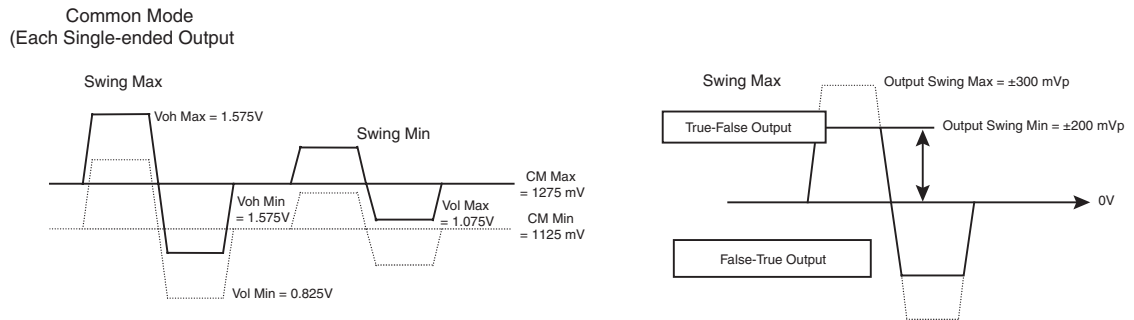 Common Mode
(Each Single-ended Output
Swing Max
Voh Max = 1.575V
Swing Min
CM Max
= 1275 mV
Voh Min
= 1.575V
Vol Max
= 1.075V
CM Min
= 1125 mV
Vol Min = 0.825V
Swing Max
Output Swing Max = ±300 mVp
True-False Output
Output Swing Min = ±200 mVp
0V
False-True Output